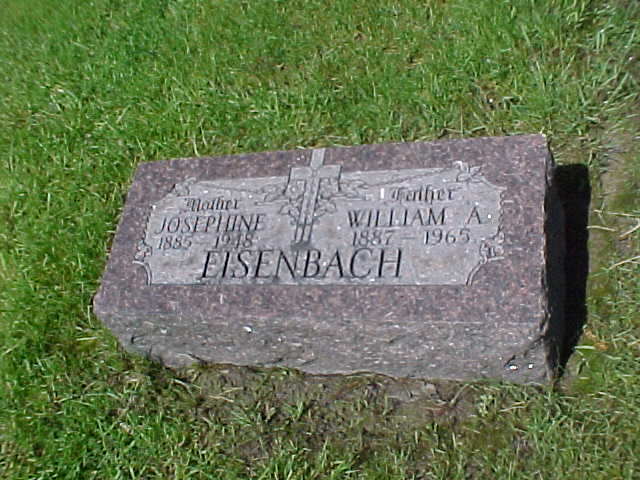 Mother Father
JOSEPHINE WILLIAM A.
1885 - 1948 1887 - 1965
EISENBACH